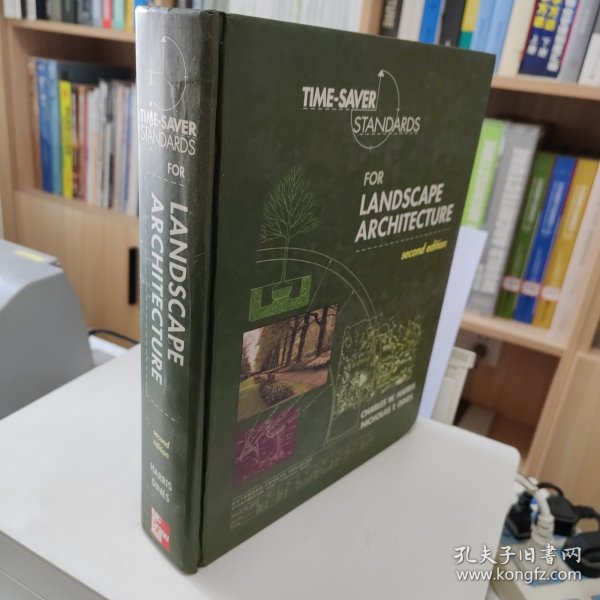 TIME-SAVER
STANDARDS
FOR
LANDSCAPE
ARCHITECTURE
second edition
CHARLES W. HARRIS
NICHOLAS T. DINES
TIME-SAVER
STANDARDS
FOR
LANDSCAPE
ARCHITECTURE
second
edition
HARRIS
DINES
孔夫子旧书网
www.kongfz.com